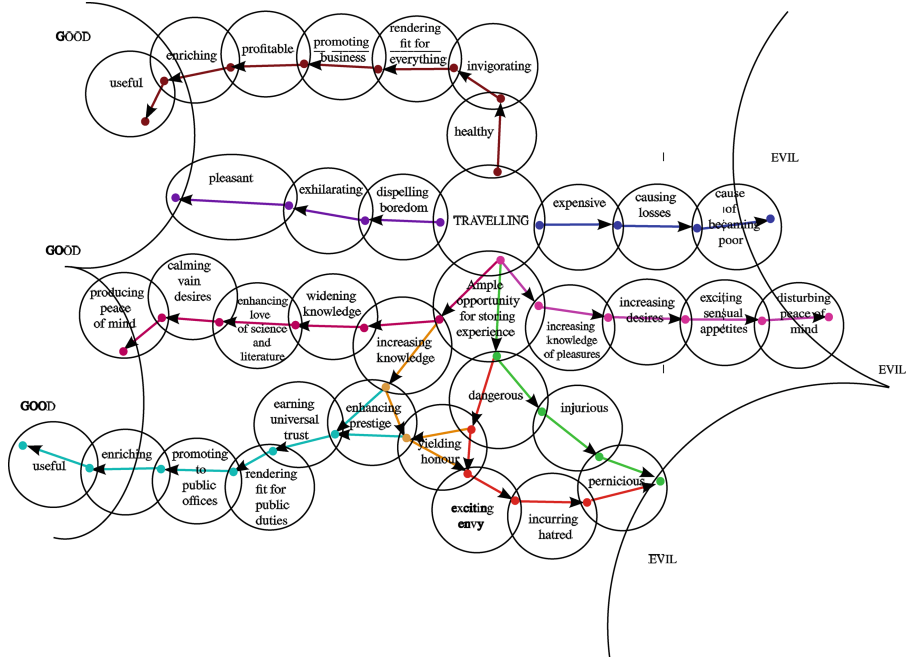 GOOD
useful
enriching
profitable
promoting
business
rendering
fit for
everything
invigorating
healthy
EVIL
pleasant
exhilarating
dispelling
boredom
TRAVELLING
expensive
causing
losses
cause
of
becaming
poor
GOOD
producing
peace
of mind
calming
vain
desires
enhancing
love
of science
and
literature
widening
knowledge
increasing
knowledge
Ample
opportunity
for storing
experience
increasing
knowledge
of pleasures
increasing
desires
exciting
sensual
appetites
disturbing
peace of
mind
EVIL
GOOD
useful
enriching
promoting
to
public
offices
rendering
fit for
public
duties
earning
universal
trust
enhancing
prestige
yielding
honour
dangerous
injurious
pernicious
exciting
envy
incurring
hatred
EVIL